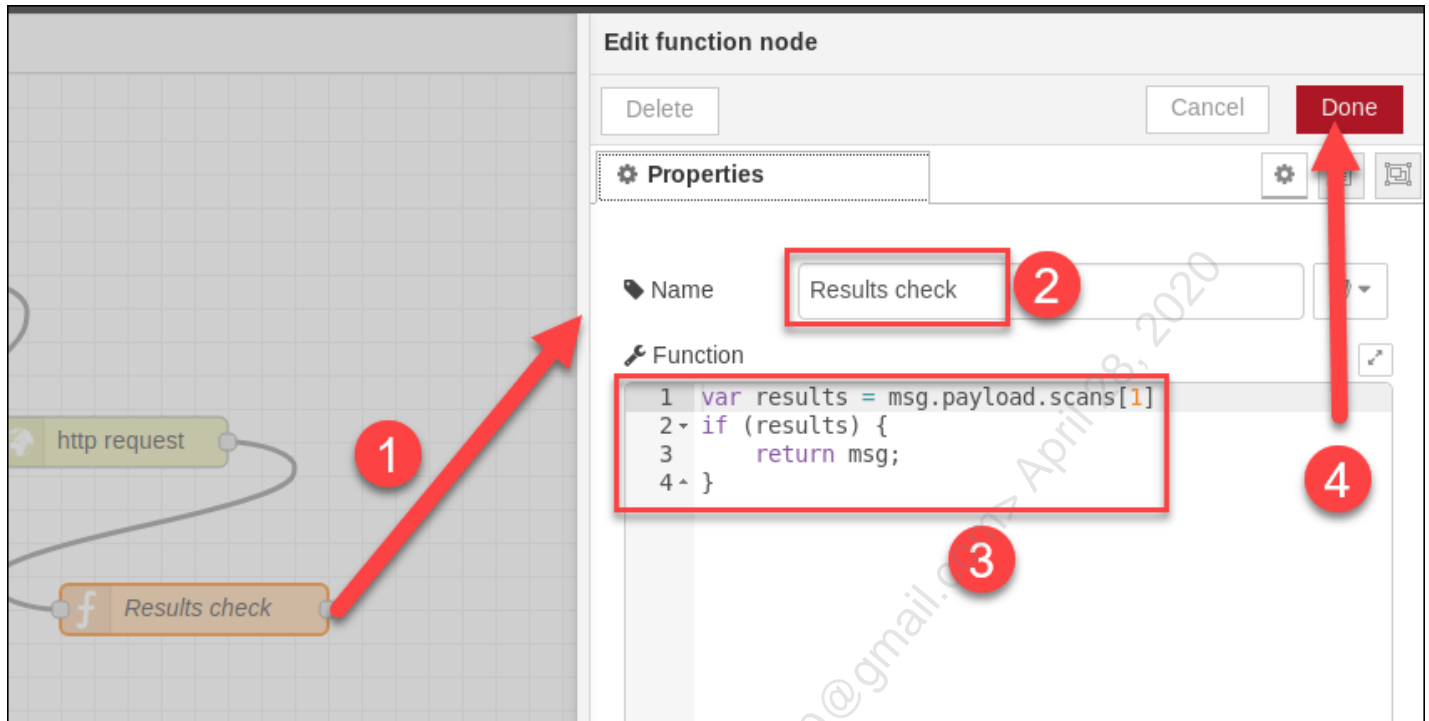 Edit function node
Delete
Cancel
Done
Properties
Name
Results check
2
Function
1 var results = msg.payload.scans[1]
2 if (results) {
3 return msg;
4 }
http request
1
4
3
Results check
@gmail. > April 28, 2020